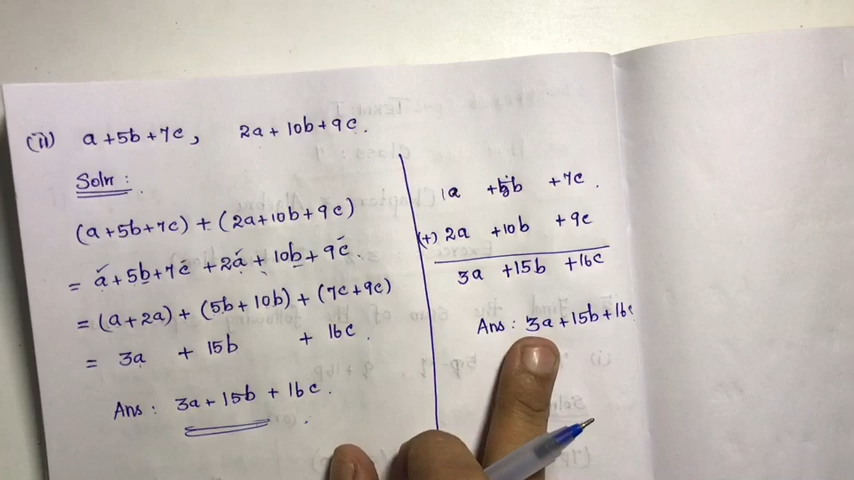 (ii) a+5b+7c, 2a+10b+9c.
Soln:
(a+5b+7c)+(2a+10b+9c)
= a+5b+7c+2a+10b+9c.
=(a+2a)+(5b+10b)+(7c+9c)
= 3a + 15b + 16c.
Ans: 3a+15b+16c.
1a +5b +7c.
(+) 2a +10b +9c
3a +15b +16c
Ans: 3a+15b+16c